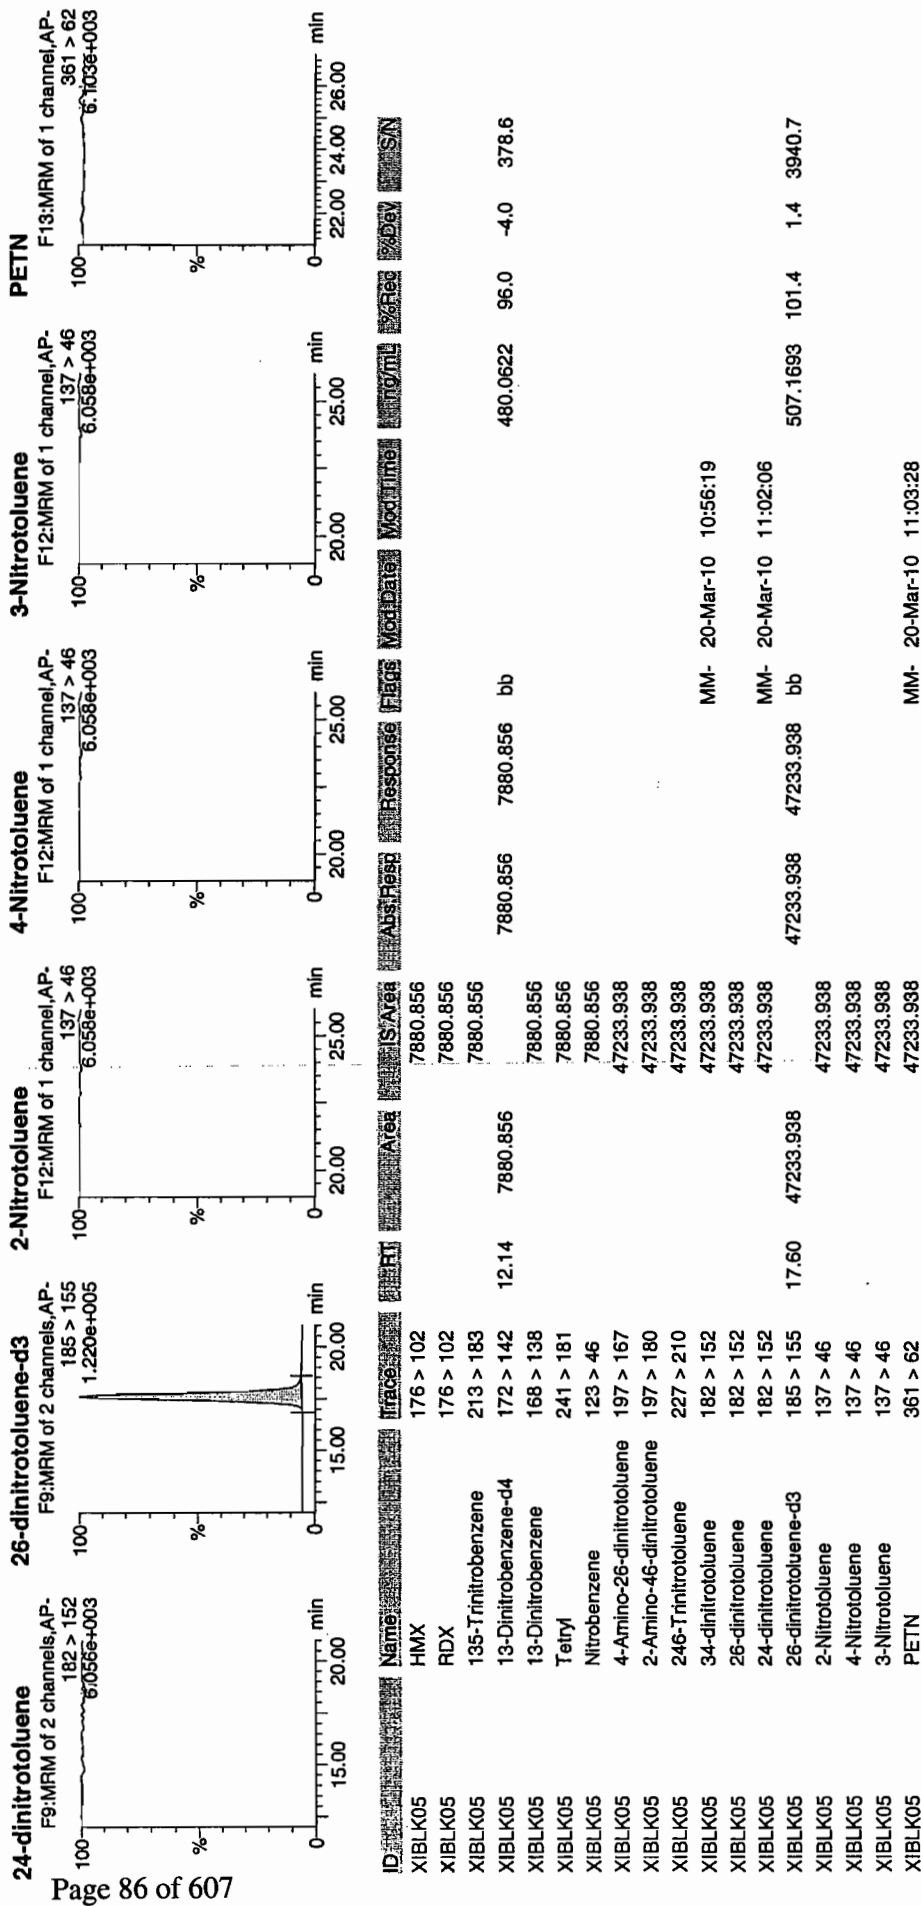 24-dinitrotoluene
F9:MRM of 2 channels,AP-
182 > 152
6.056e+003
100
%
0
15.00 20.00 min
26-dinitrotoluene-d3
F9:MRM of 2 channels,AP-
185 > 155
1.220e+005
100
%
0
15.00 20.00 min
2-Nitrotoluene
F12:MRM of 1 channel,AP-
137 > 46
6.058e+003
100
%
0
20.00 25.00 min
4-Nitrotoluene
F12:MRM of 1 channel,AP-
137 > 46
6.058e+003
100
%
0
20.00 25.00 min
3-Nitrotoluene
F12:MRM of 1 channel,AP-
137 > 46
6.058e+003
100
%
0
20.00 25.00 min
PETN
F13:MRM of 1 channel,AP-
361 > 62
6.103e+003
100
%
0
22.00 24.00 26.00 min
ID Name Trace RT Area IS Area Abs.Resp Response Flags Mod.Date Mod.Time ng/mL %Rec %Dev S/N
XIBLK05 HMX 176 > 102 7880.856
XIBLK05 RDX 176 > 102 7880.856
XIBLK05 135-Trinitrobenzene 213 > 183 7880.856
XIBLK05 13-Dinitrobenzene-d4 172 > 142 12.14 7880.856 7880.856 7880.856 bb 480.0622 96.0 -4.0 378.6
XIBLK05 13-Dinitrobenzene 168 > 138 7880.856
XIBLK05 Tetryl 241 > 181 7880.856
XIBLK05 Nitrobenzene 123 > 46 7880.856
XIBLK05 4-Amino-26-dinitrotoluene 197 > 167 47233.938
XIBLK05 2-Amino-46-dinitrotoluene 197 > 180 47233.938
XIBLK05 246-Trinitrotoluene 227 > 210 47233.938
XIBLK05 34-dinitrotoluene 182 > 152 47233.938 MM- 20-Mar-10 10:56:19
XIBLK05 26-dinitrotoluene 182 > 152 47233.938
XIBLK05 24-dinitrotoluene 182 > 152 47233.938 MM- 20-Mar-10 11:02:06
XIBLK05 26-dinitrotoluene-d3 185 > 155 17.60 47233.938 47233.938 47233.938 bb 507.1693 101.4 1.4 3940.7
XIBLK05 2-Nitrotoluene 137 > 46 47233.938
XIBLK05 4-Nitrotoluene 137 > 46 47233.938
XIBLK05 3-Nitrotoluene 137 > 46 47233.938
XIBLK05 PETN 361 > 62 47233.938 MM- 20-Mar-10 11:03:28
Page 86 of 607